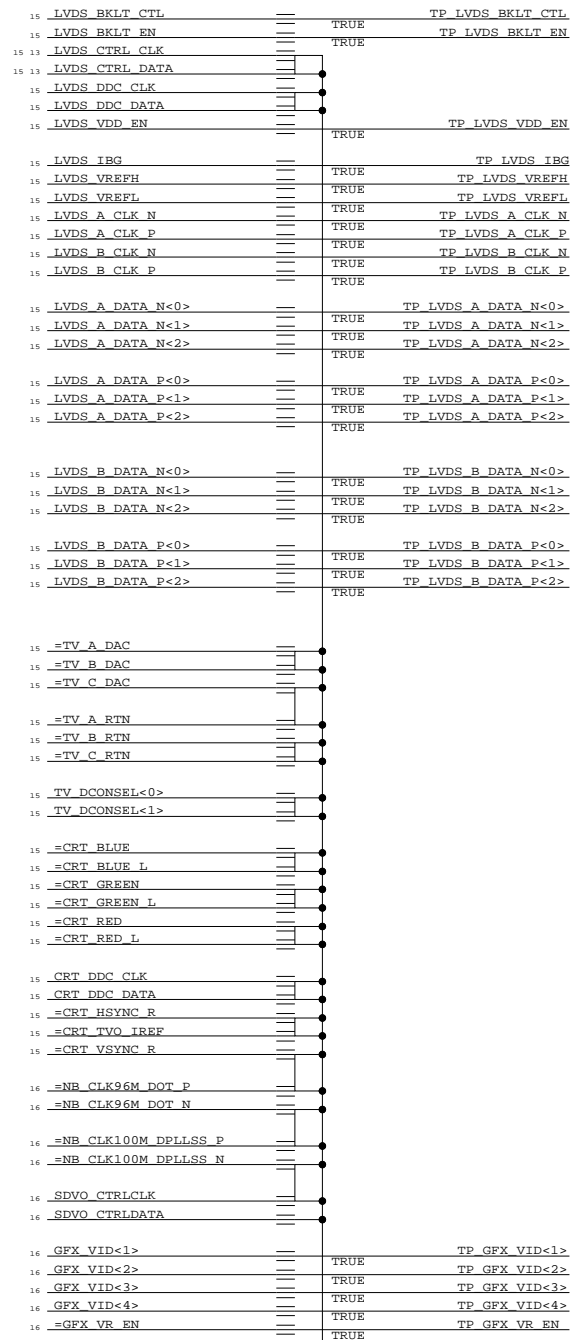 15 LVDS_BKLT_CTL TP_LVDS_BKLT_CTL
TRUE
15 LVDS_BKLT_EN TP_LVDS_BKLT_EN
TRUE
15 13 LVDS_CTRL_CLK
15 13 LVDS_CTRL_DATA
15 LVDS_DDC_CLK
15 LVDS_DDC_DATA
15 LVDS_VDD_EN TP_LVDS_VDD_EN
TRUE
15 LVDS_IBG TP_LVDS_IBG
TRUE
15 LVDS_VREFH TP_LVDS_VREFH
TRUE
15 LVDS_VREFL TP_LVDS_VREFL
TRUE
15 LVDS_A_CLK_N TP_LVDS_A_CLK_N
TRUE
15 LVDS_A_CLK_P TP_LVDS_A_CLK_P
TRUE
15 LVDS_B_CLK_N TP_LVDS_B_CLK_N
TRUE
15 LVDS_B_CLK_P TP_LVDS_B_CLK_P
TRUE
15 LVDS_A_DATA_N<0> TP_LVDS_A_DATA_N<0>
TRUE
15 LVDS_A_DATA_N<1> TP_LVDS_A_DATA_N<1>
TRUE
15 LVDS_A_DATA_N<2> TP_LVDS_A_DATA_N<2>
TRUE
15 LVDS_A_DATA_P<0> TP_LVDS_A_DATA_P<0>
TRUE
15 LVDS_A_DATA_P<1> TP_LVDS_A_DATA_P<1>
TRUE
15 LVDS_A_DATA_P<2> TP_LVDS_A_DATA_P<2>
TRUE
15 LVDS_B_DATA_N<0> TP_LVDS_B_DATA_N<0>
TRUE
15 LVDS_B_DATA_N<1> TP_LVDS_B_DATA_N<1>
TRUE
15 LVDS_B_DATA_N<2> TP_LVDS_B_DATA_N<2>
TRUE
15 LVDS_B_DATA_P<0> TP_LVDS_B_DATA_P<0>
TRUE
15 LVDS_B_DATA_P<1> TP_LVDS_B_DATA_P<1>
TRUE
15 LVDS_B_DATA_P<2> TP_LVDS_B_DATA_P<2>
TRUE
15 =TV_A_DAC
15 =TV_B_DAC
15 =TV_C_DAC
15 =TV_A_RTN
15 =TV_B_RTN
15 =TV_C_RTN
15 TV_DCONSEL<0>
15 TV_DCONSEL<1>
15 =CRT_BLUE
15 =CRT_BLUE_L
15 =CRT_GREEN
15 =CRT_GREEN_L
15 =CRT_RED
15 =CRT_RED_L
15 CRT_DDC_CLK
15 CRT_DDC_DATA
15 =CRT_HSYNC_R
15 =CRT_TVO_IREF
15 =CRT_VSYNC_R
16 =NB_CLK96M_DOT_P
16 =NB_CLK96M_DOT_N
16 =NB_CLK100M_DPLLSS_P
16 =NB_CLK100M_DPLLSS_N
16 SDVO_CTRLCLK
16 SDVO_CTRLDATA
16 GFX_VID<1> TP_GFX_VID<1>
TRUE
16 GFX_VID<2> TP_GFX_VID<2>
TRUE
16 GFX_VID<3> TP_GFX_VID<3>
TRUE
16 GFX_VID<4> TP_GFX_VID<4>
TRUE
16 =GFX_VR_EN TP_GFX_VR_EN
TRUE